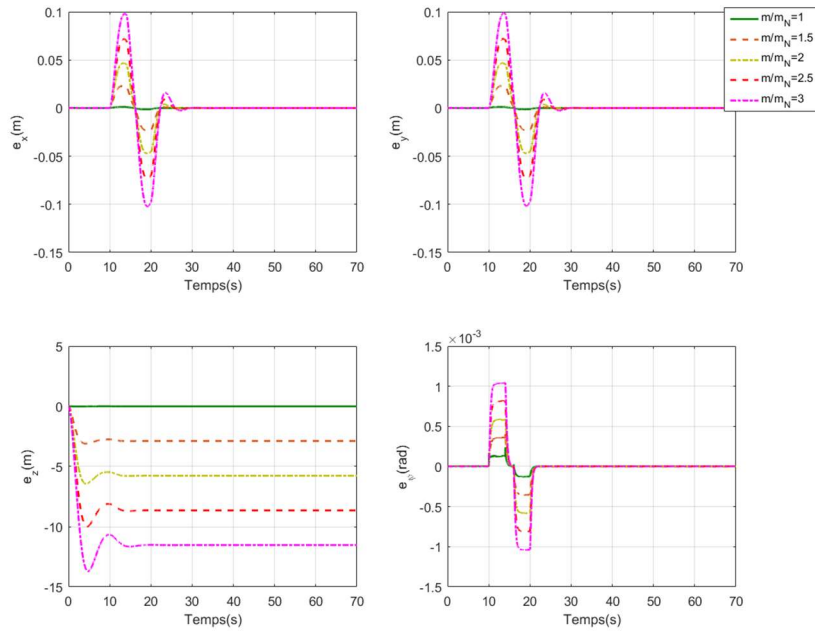 0.1
0.05
0
-0.05
-0.1
-0.15
e_x(m)
0 10 20 30 40 50 60 70
Temps(s)
0.1
0.05
0
-0.05
-0.1
-0.15
e_y(m)
0 10 20 30 40 50 60 70
Temps(s)
m/m_N=1
m/m_N=1.5
m/m_N=2
m/m_N=2.5
m/m_N=3
5
0
-5
-10
-15
e_z(m)
0 10 20 30 40 50 60 70
Temps(s)
×10^-3
1.5
1
0.5
0
-0.5
-1
-1.5
e_ψ(rad)
0 10 20 30 40 50 60 70
Temps(s)